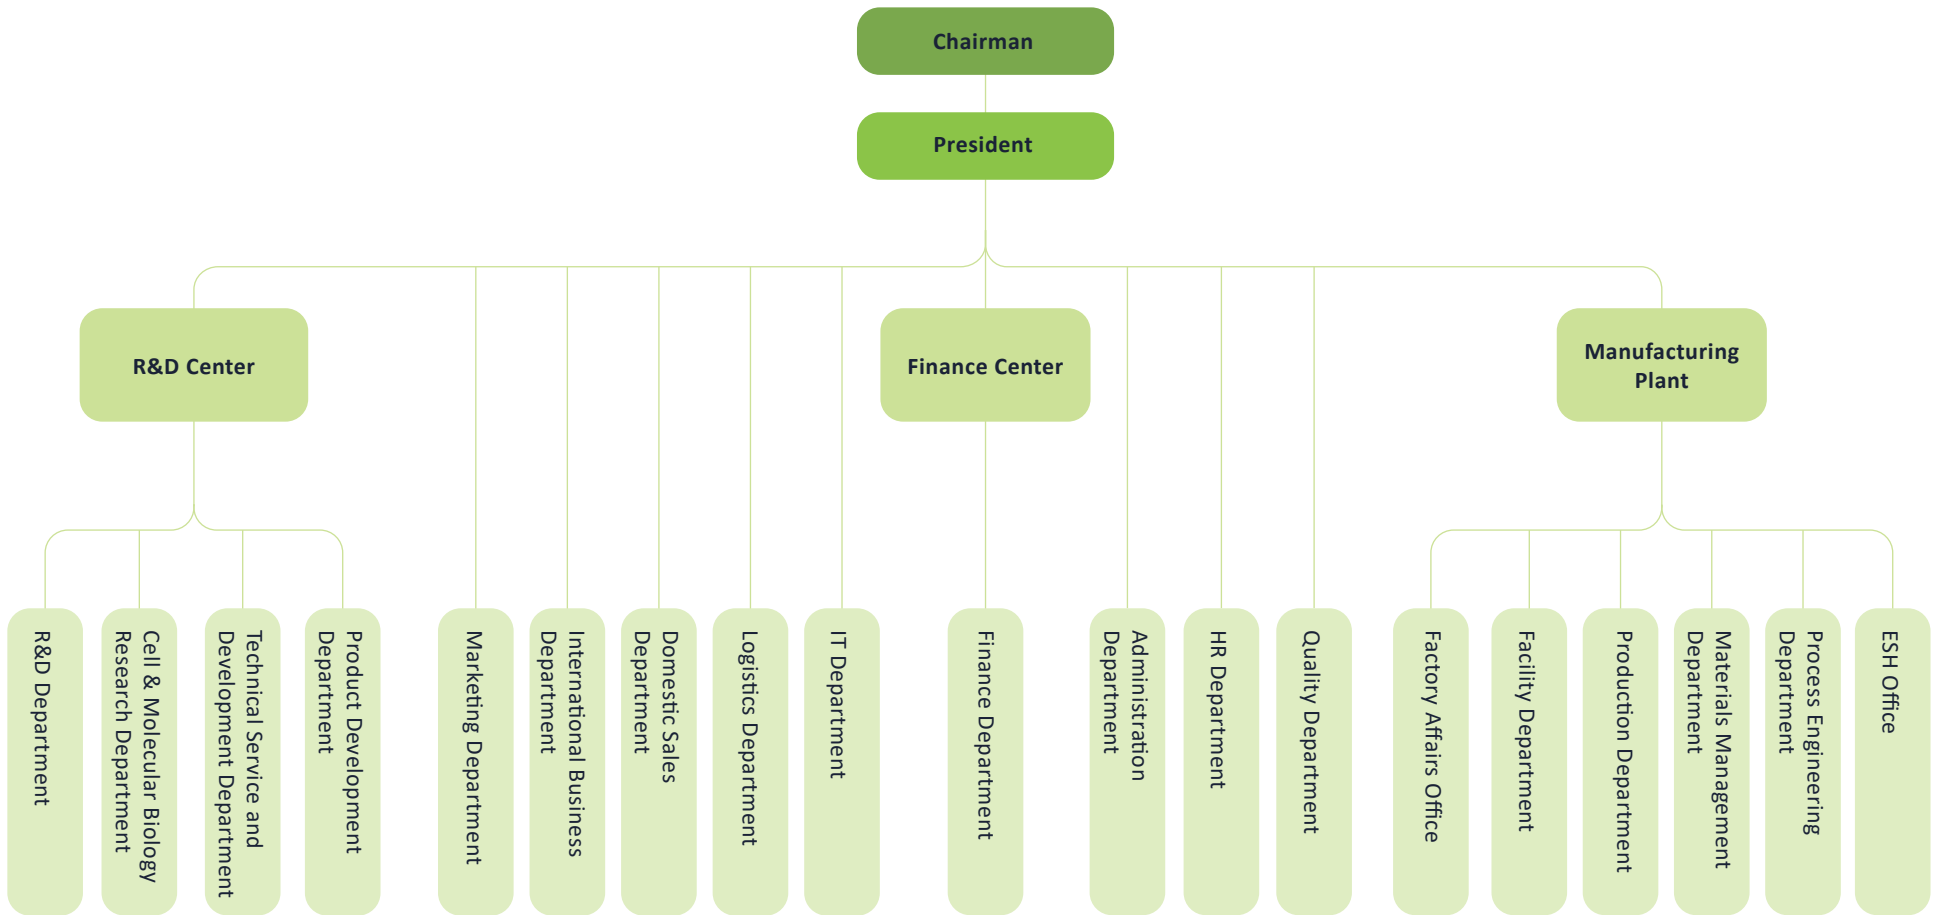 Chairman
President
R&D Center
Finance Center
Manufacturing
Plant
R&D Department
Cell & Molecular Biology
Research Department
Technical Service and
Development Department
Product Development
Department
Marketing Department
International Business
Department
Domestic Sales
Department
Logistics Department
IT Department
Finance Department
Administration
Department
HR Department
Quality Department
Factory Affairs Office
Facility Department
Production Department
Materials Management
Department
Process Engineering
Department
ESH Office